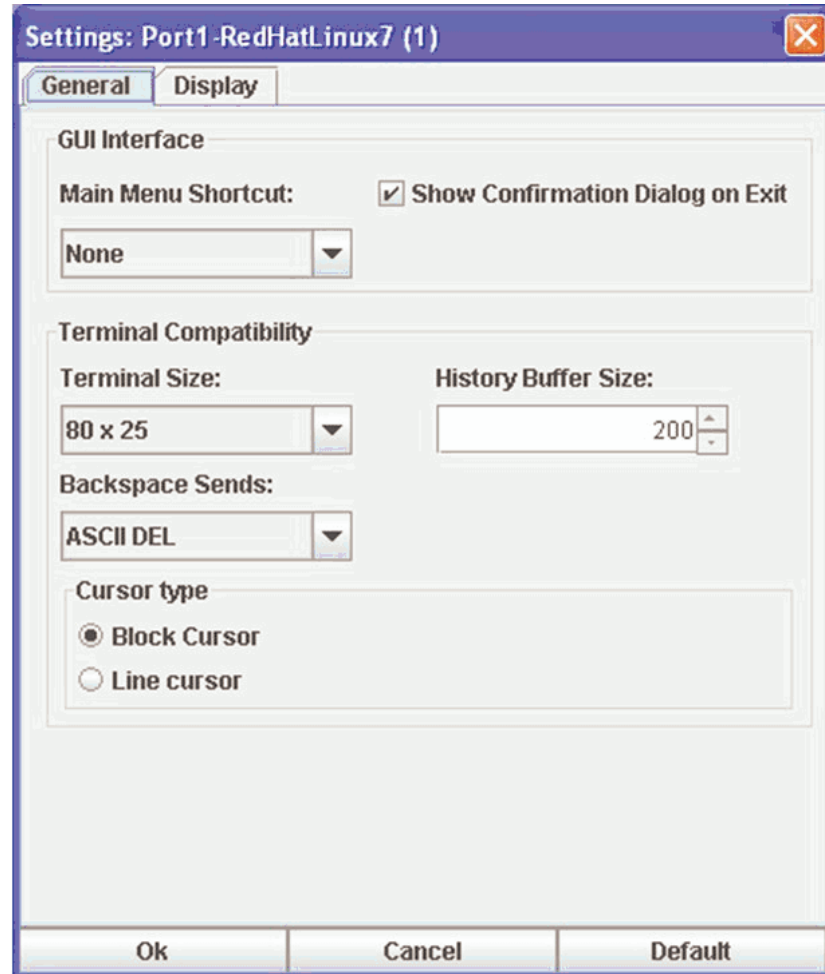 Settings: Port1-RedHatLinux7 (1)
General Display
GUI Interface
Main Menu Shortcut: Show Confirmation Dialog on Exit
None
Terminal Compatibility
Terminal Size: History Buffer Size:
80 x 25 200
Backspace Sends:
ASCII DEL
Cursor type
Block Cursor
Line cursor
Ok Cancel Default